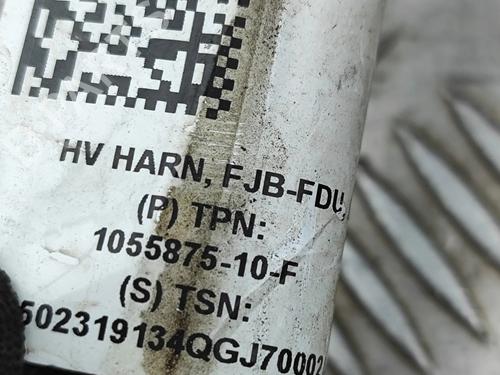 HV HARN, FJB-FDU,
(P) TPN:
1055875-10-F
(S) TSN:
502319134QGJ70002